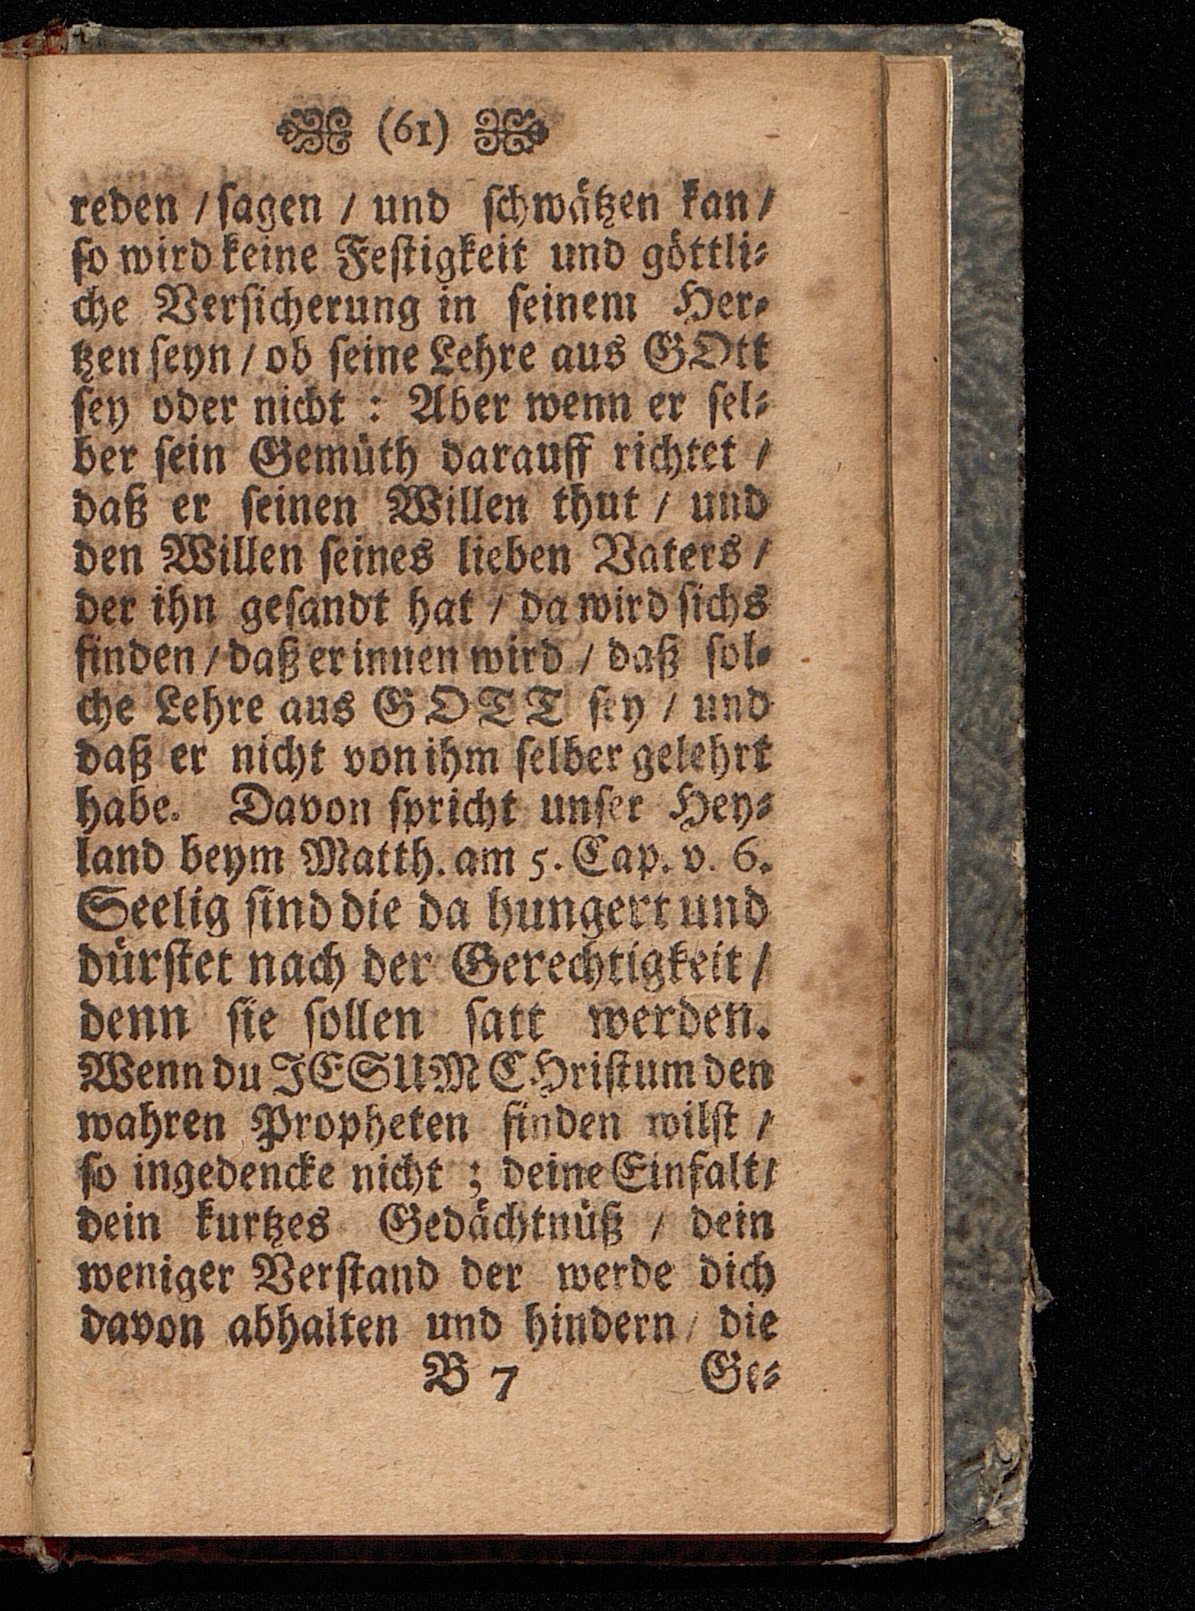 (61)
reden / sagen / und schwätzen kan /
so wird keine Festigkeit und göttli-
che Versicherung in seinem Her-
tzen seyn / ob seine Lehre aus GOtt
sey oder nicht : Aber wenn er sel-
ber sein Gemüth darauff richtet /
daß er seinen Willen thut / und
den Willen seines lieben Vaters /
der ihn gesandt hat / da wird sichs
finden / daß er innen wird / daß sol-
che Lehre aus GOTT sey / und
daß er nicht von ihm selber gelehrt
habe. Davon spricht unser Hey-
land beym Matth. am 5. Cap. v. 6.
Seelig sind die da hungert und
dürstet nach der Gerechtigkeit /
denn sie sollen satt werden.
Wenn du JESUM CHristum den
wahren Propheten finden wilst /
so ingedencke nicht ; deine Einfalt /
dein kurtzes Gedächtnüß / dein
weniger Verstand der werde dich
davon abhalten und hindern / die
B 7 Ge-